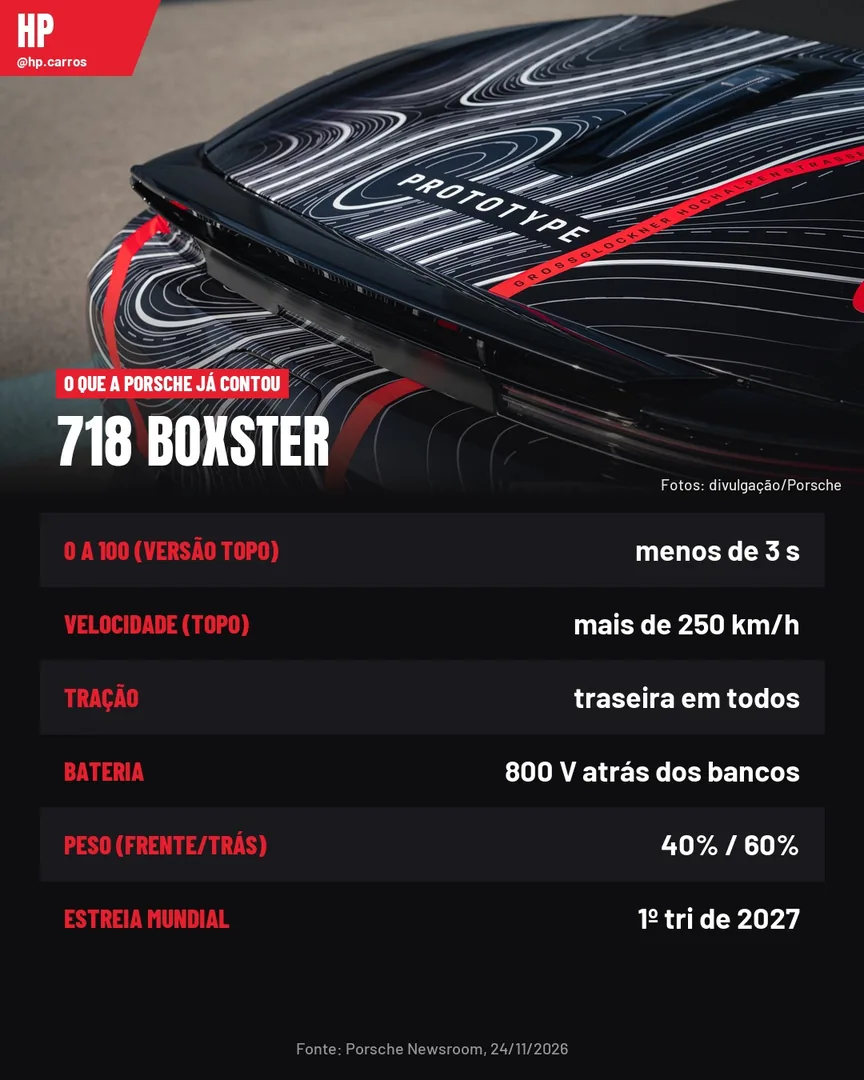 HP
@hp.carros
PROTOTYPE
GROSSGLOCKNER HOCHALPENSTRASSE
O QUE A PORSCHE JÁ CONTOU
718 BOXSTER
Fotos: divulgação/Porsche
0 A 100 (VERSÃO TOPO)
menos de 3 s
VELOCIDADE (TOPO)
mais de 250 km/h
TRAÇÃO
traseira em todos
BATERIA
800 V atrás dos bancos
PESO (FRENTE/TRÁS)
40% / 60%
ESTREIA MUNDIAL
1º tri de 2027
Fonte: Porsche Newsroom, 24/11/2026